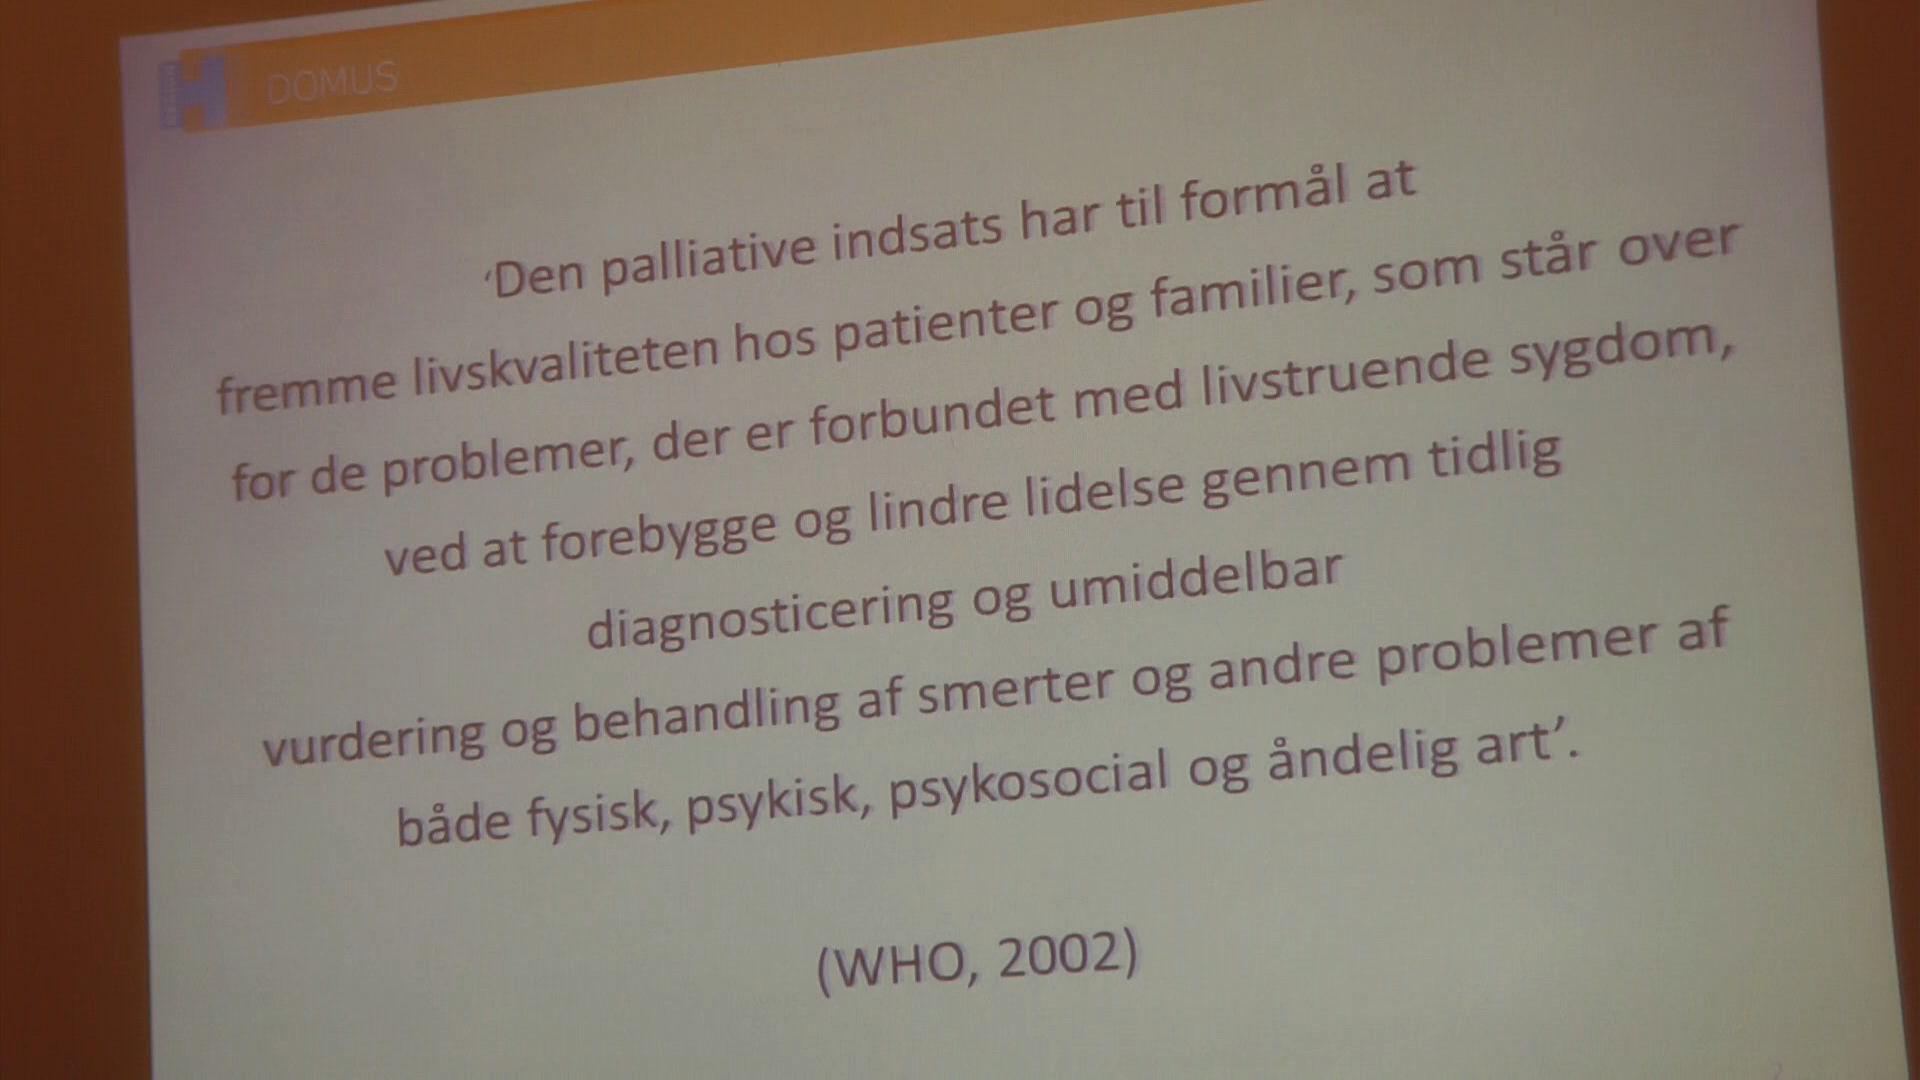 DOMUS
‘Den palliative indsats har til formål at
fremme livskvaliteten hos patienter og familier, som står over
for de problemer, der er forbundet med livstruende sygdom,
ved at forebygge og lindre lidelse gennem tidlig
diagnosticering og umiddelbar
vurdering og behandling af smerter og andre problemer af
både fysisk, psykisk, psykosocial og åndelig art’.
(WHO, 2002)